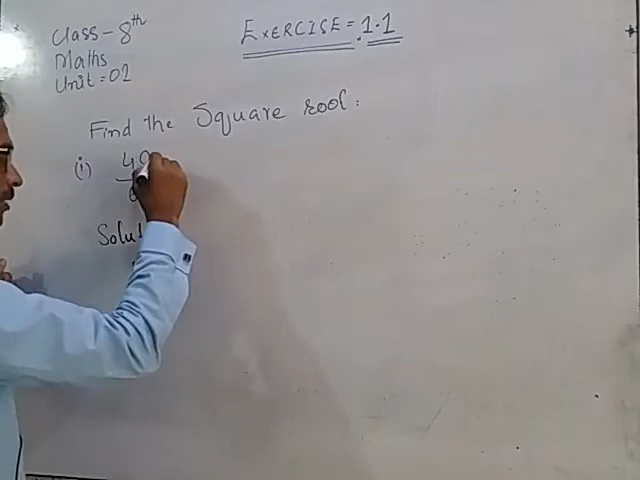 Class - 8th
Maths
Unit = 02
EXERCISE = 1.1
Find the Square root :
(i)